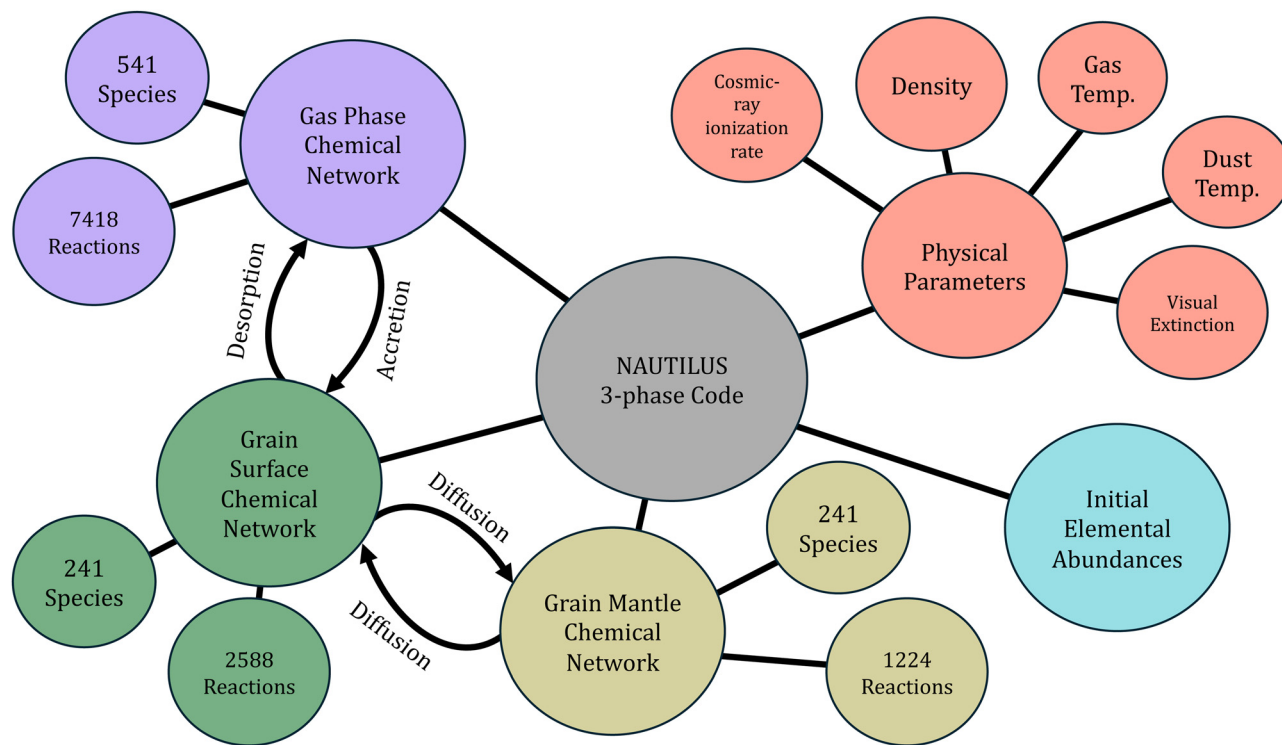 541
Species
Gas Phase
Chemical
Network
7418
Reactions
Desorption
Accretion
Cosmic-
ray
ionization
rate
Density
Gas
Temp.
Dust
Temp.
Physical
Parameters
Visual
Extinction
NAUTILUS
3-phase Code
Grain
Surface
Chemical
Network
241
Species
2588
Reactions
Diffusion
Diffusion
Grain Mantle
Chemical
Network
241
Species
1224
Reactions
Initial
Elemental
Abundances